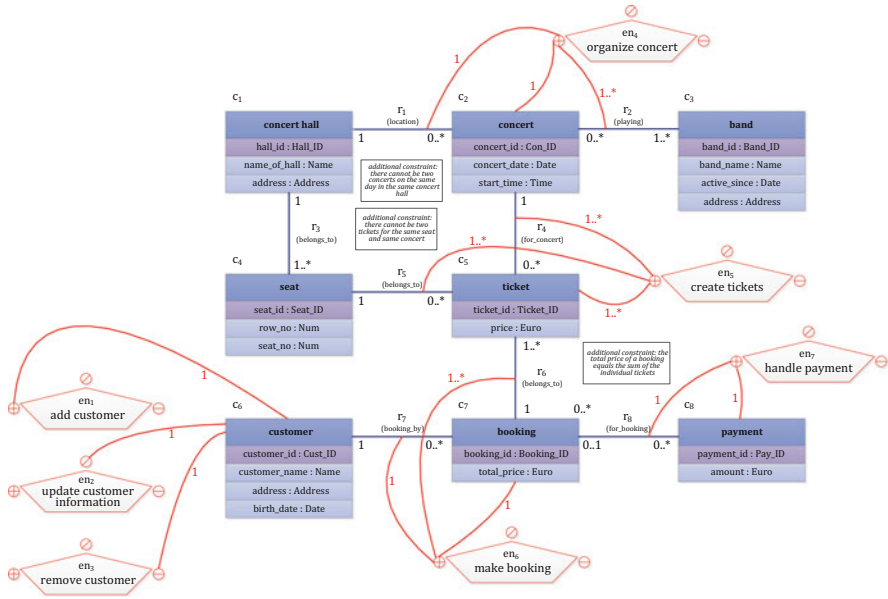 en4
organize concert
1
1
1..*
c1
concert hall
hall_id : Hall_ID
name_of_hall : Name
address : Address
r1
(location)
1
0..*
c2
concert
concert_id : Con_ID
concert_date : Date
start_time : Time
r2
(playing)
0..*
1..*
c3
band
band_id : Band_ID
band_name : Name
active_since : Date
address : Address
additional constraint:
there cannot be two
concerts on the same
day in the same concert
hall
additional constraint:
there cannot be two
tickets for the same seat
and same concert
1
r3
(belongs_to)
1..*
1
r4
(for_concert)
0..*
1..*
1..*
1..*
en5
create tickets
c4
seat
seat_id : Seat_ID
row_no : Num
seat_no : Num
r5
(belongs_to)
1
0..*
c5
ticket
ticket_id : Ticket_ID
price : Euro
1..*
r6
(belongs_to)
1
additional constraint: the
total price of a booking
equals the sum of the
individual tickets
en7
handle payment
1
1
en1
add customer
1
en2
update customer
information
1
en3
remove customer
1
c6
customer
customer_id : Cust_ID
customer_name : Name
address : Address
birth_date : Date
r7
(booking_by)
1
0..*
c7
booking
booking_id : Booking_ID
total_price : Euro
0..*
r8
(for_booking)
0..1
0..*
c8
payment
payment_id : Pay_ID
amount : Euro
1..*
1
1
en6
make booking